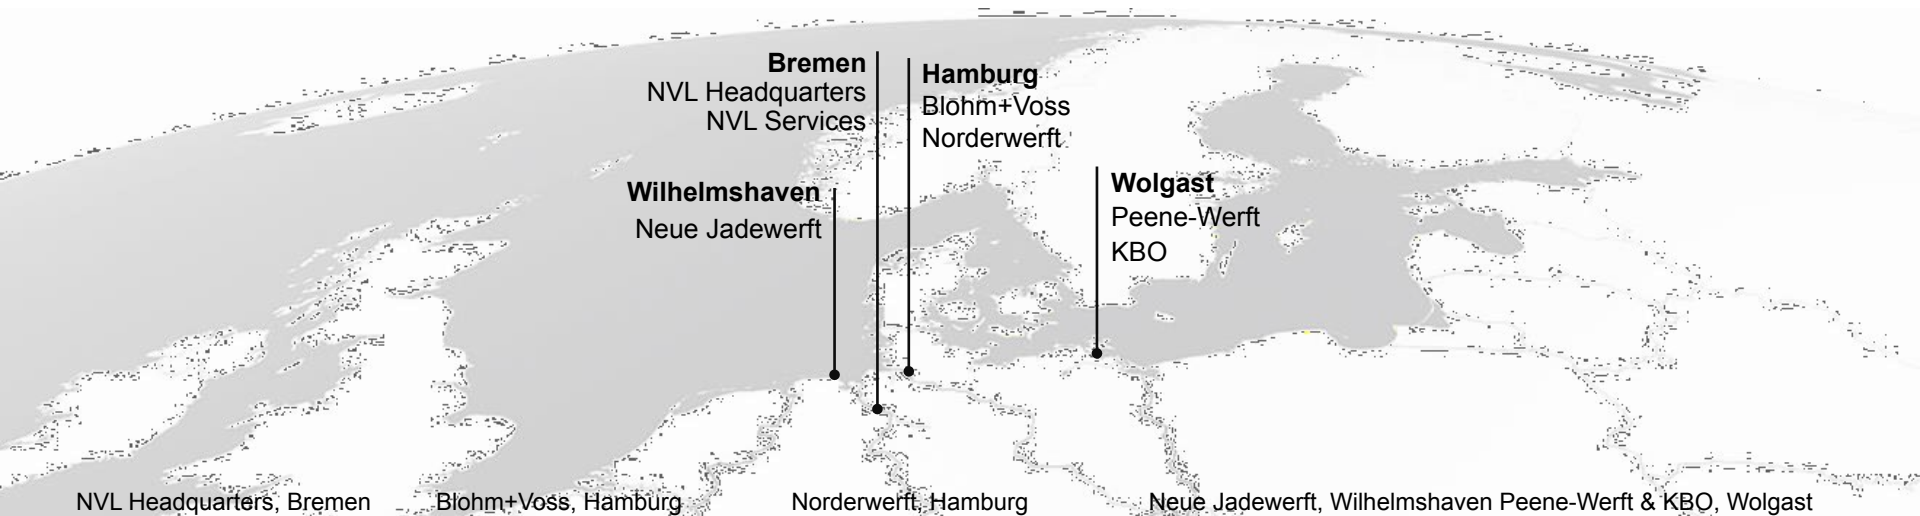 Bremen
NVL Headquarters
NVL Services
Hamburg
Blohm+Voss
Norderwerft
Wilhelmshaven
Neue Jadewerft
Wolgast
Peene-Werft
KBO
NVL Headquarters, Bremen
Blohm+Voss, Hamburg
Norderwerft, Hamburg
Neue Jadewerft, Wilhelmshaven Peene-Werft & KBO, Wolgast